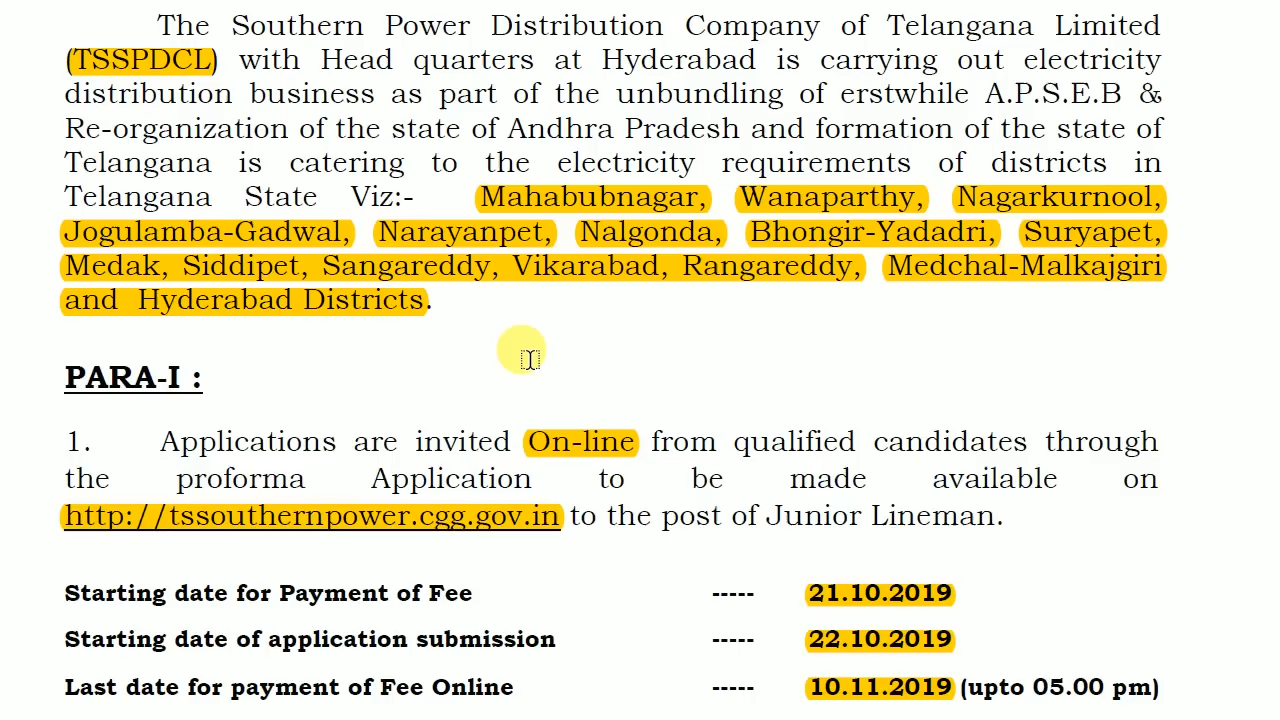 The Southern Power Distribution Company of Telangana Limited
(TSSPDCL) with Head quarters at Hyderabad is carrying out electricity
distribution business as part of the unbundling of erstwhile A.P.S.E.B &
Re-organization of the state of Andhra Pradesh and formation of the state of
Telangana is catering to the electricity requirements of districts in
Telangana State Viz:- Mahabubnagar, Wanaparthy, Nagarkurnool,
Jogulamba-Gadwal, Narayanpet, Nalgonda, Bhongir-Yadadri, Suryapet,
Medak, Siddipet, Sangareddy, Vikarabad, Rangareddy, Medchal-Malkajgiri
and Hyderabad Districts.
PARA-I :
1. Applications are invited On-line from qualified candidates through
the proforma Application to be made available on
http://tssouthernpower.cgg.gov.in to the post of Junior Lineman.
Starting date for Payment of Fee ----- 21.10.2019
Starting date of application submission ----- 22.10.2019
Last date for payment of Fee Online ----- 10.11.2019 (upto 05.00 pm)